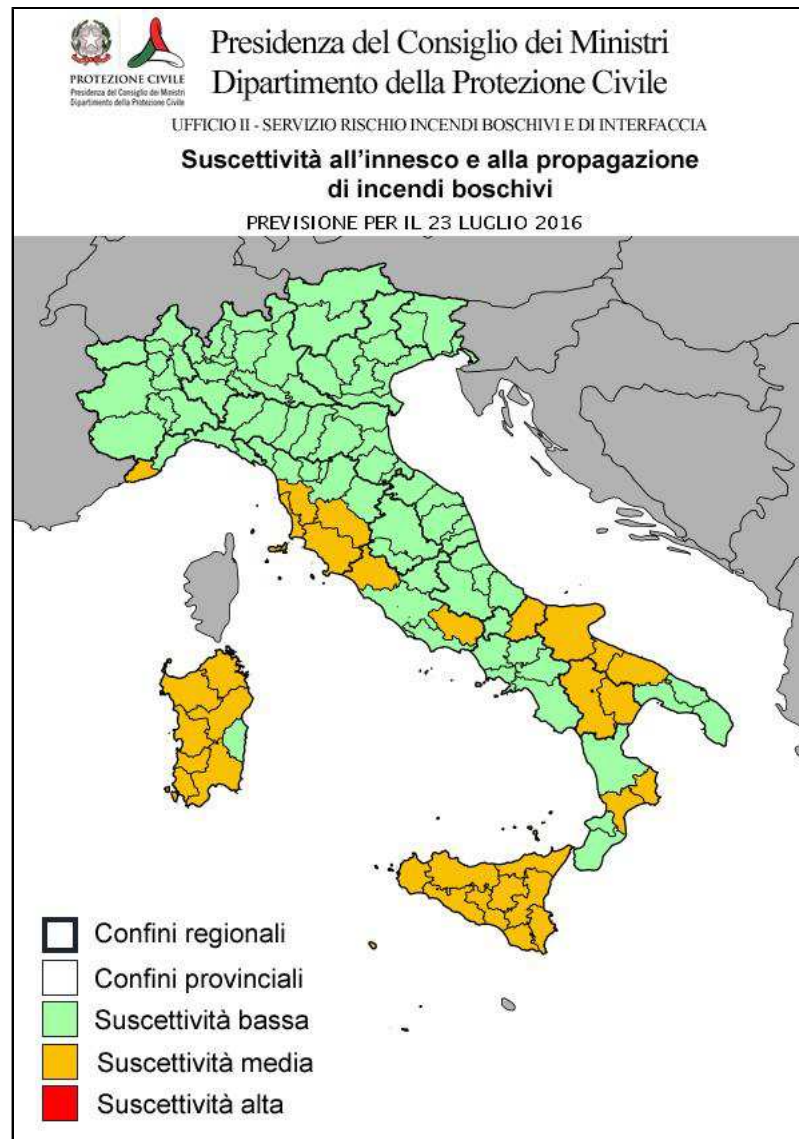 Presidenza del Consiglio dei Ministri
Dipartimento della Protezione Civile
PROTEZIONE CIVILE
Presidenza del Consiglio dei Ministri
Dipartimento della Protezione Civile
UFFICIO II - SERVIZIO RISCHIO INCENDI BOSCHIVI E DI INTERFACCIA
Suscettività all'innesco e alla propagazione
di incendi boschivi
PREVISIONE PER IL 23 LUGLIO 2016
Confini regionali
Confini provinciali
Suscettività bassa
Suscettività media
Suscettività alta